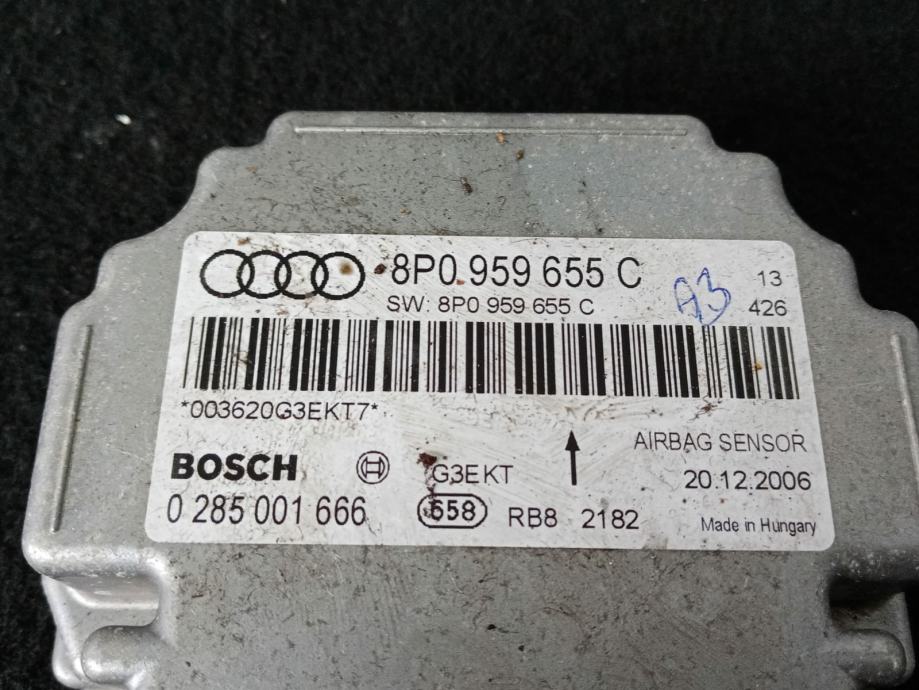 8P0 959 655 C
SW: 8P0 959 655 C
A3
13
426
*003620G3EKT7*
AIRBAG SENSOR
BOSCH
G3EKT
20.12.2006
0 285 001 666
658
RB8 2182
Made in Hungary